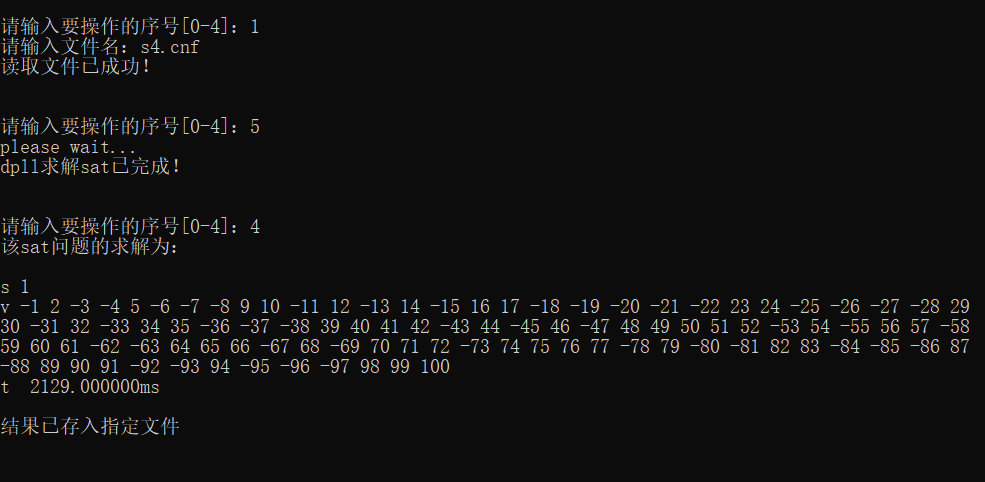 请输入要操作的序号[0-4]: 1
请输入文件名: s4.cnf
读取文件已成功!
请输入要操作的序号[0-4]: 5
please wait...
dpll求解sat已完成!
请输入要操作的序号[0-4]: 4
该sat问题的求解为:
s 1
v -1 2 -3 -4 5 -6 -7 -8 9 10 -11 12 -13 14 -15 16 17 -18 -19 -20 -21 -22 23 24 -25 -26 -27 -28 29
30 -31 32 -33 34 35 -36 -37 -38 39 40 41 42 -43 44 -45 46 -47 48 49 50 51 52 -53 54 -55 56 57 -58
59 60 61 -62 -63 64 65 66 -67 68 -69 70 71 72 -73 74 75 76 77 -78 79 -80 -81 82 83 -84 -85 -86 87
-88 89 90 91 -92 -93 94 -95 -96 -97 98 99 100
t  2129.000000ms
结果已存入指定文件